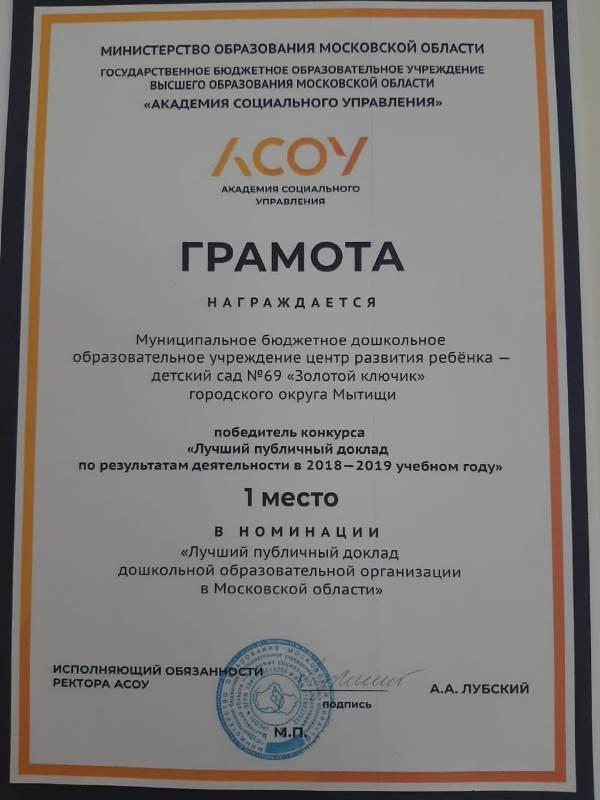 МИНИСТЕРСТВО ОБРАЗОВАНИЯ МОСКОВСКОЙ ОБЛАСТИ
ГОСУДАРСТВЕННОЕ БЮДЖЕТНОЕ ОБРАЗОВАТЕЛЬНОЕ УЧРЕЖДЕНИЕ
ВЫСШЕГО ОБРАЗОВАНИЯ МОСКОВСКОЙ ОБЛАСТИ
«АКАДЕМИЯ СОЦИАЛЬНОГО УПРАВЛЕНИЯ»
АСОУ
АКАДЕМИЯ СОЦИАЛЬНОГО
УПРАВЛЕНИЯ
ГРАМОТА
НАГРАЖДАЕТСЯ
Муниципальное бюджетное дошкольное
образовательное учреждение центр развития ребёнка —
детский сад №69 «Золотой ключик»
городского округа Мытищи
победитель конкурса
«Лучший публичный доклад
по результатам деятельности в 2018—2019 учебном году»
1 место
В НОМИНАЦИИ
«Лучший публичный доклад
дошкольной образовательной организации
в Московской области»
ИСПОЛНЯЮЩИЙ ОБЯЗАННОСТИ
РЕКТОРА АСОУ
А.А. ЛУБСКИЙ
подпись
М.П.